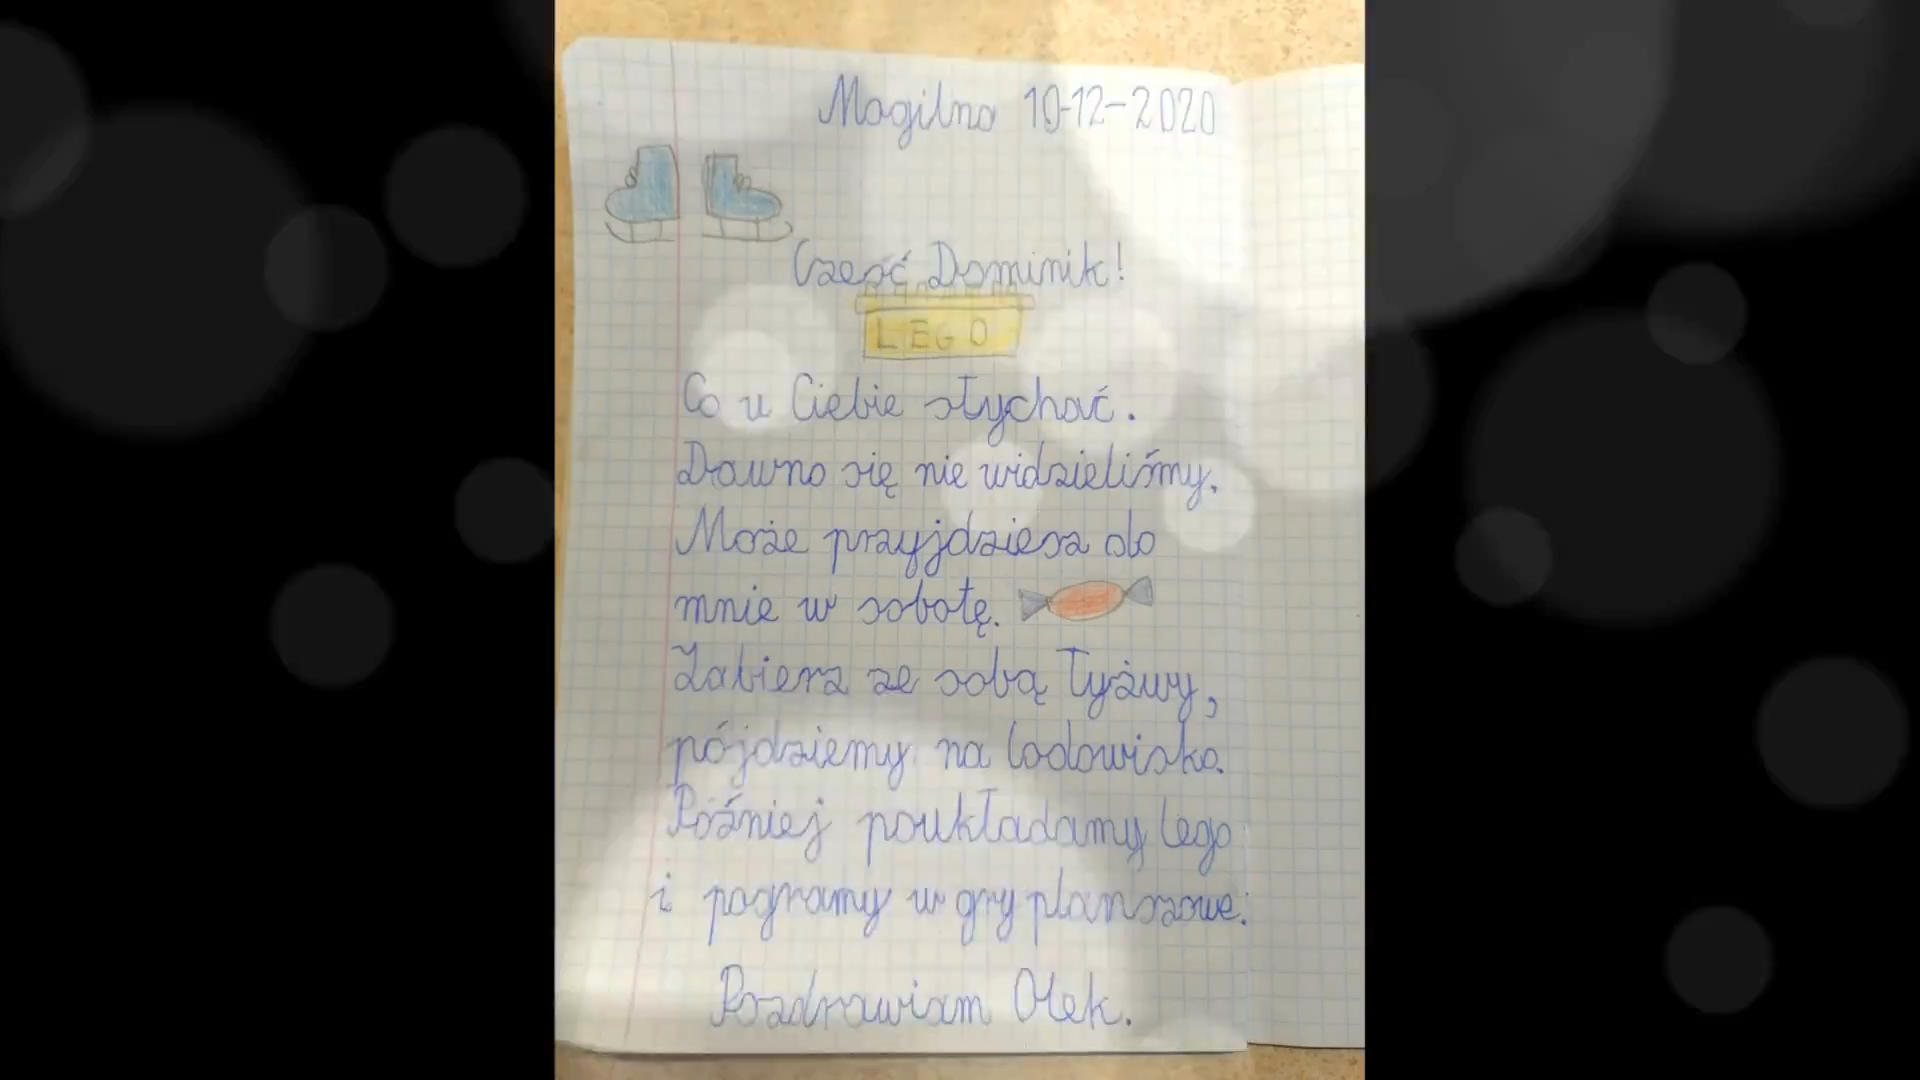 Mogilno 10-12-2020
Cześć Dominik!
LEGO
Co u Ciebie słychać.
Dawno się nie widzieliśmy.
Może przyjdziesz do
mnie w sobotę.
Zabierz ze sobą łyżwy,
pójdziemy na lodowisko.
Później poukładamy lego
i pogramy w gry planszowe.
Pozdrawiam Olek.